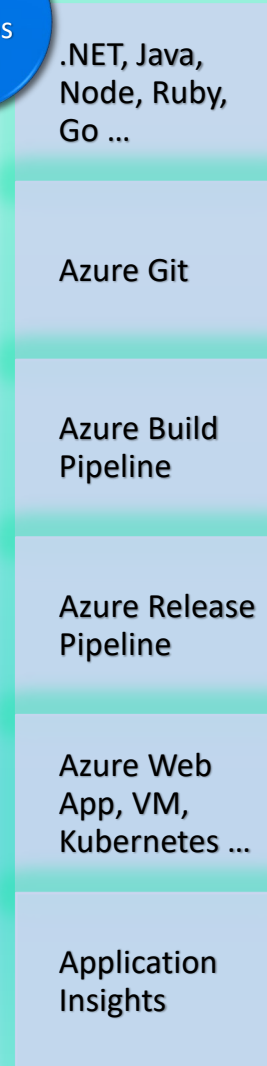 s
.NET, Java,
Node, Ruby,
Go ...
Azure Git
Azure Build
Pipeline
Azure Release
Pipeline
Azure Web
App, VM,
Kubernetes ...
Application
Insights